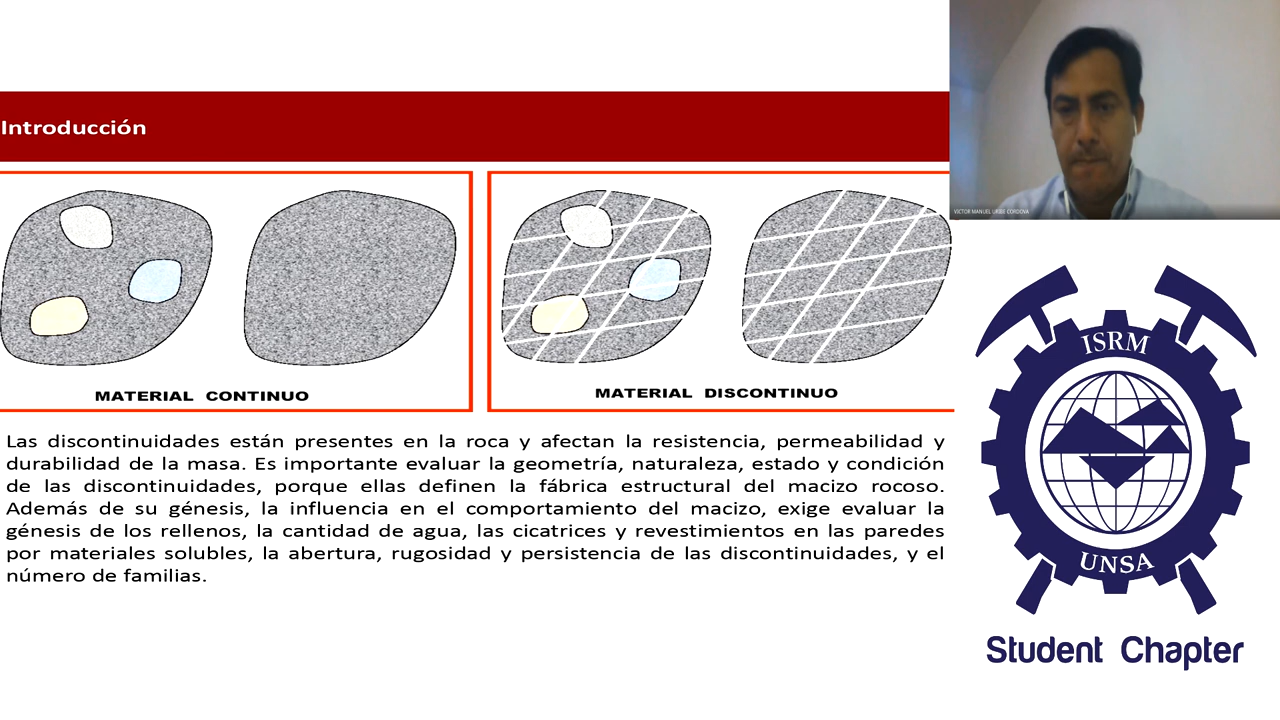 Introducción
MATERIAL CONTINUO
MATERIAL DISCONTINUO
Las discontinuidades están presentes en la roca y afectan la resistencia, permeabilidad y
durabilidad de la masa. Es importante evaluar la geometría, naturaleza, estado y condición
de las discontinuidades, porque ellas definen la fábrica estructural del macizo rocoso.
Además de su génesis, la influencia en el comportamiento del macizo, exige evaluar la
génesis de los rellenos, la cantidad de agua, las cicatrices y revestimientos en las paredes
por materiales solubles, la abertura, rugosidad y persistencia de las discontinuidades, y el
número de familias.
VICTOR MANUEL URIBE CORDOVA
ISRM
UNSA
Student Chapter